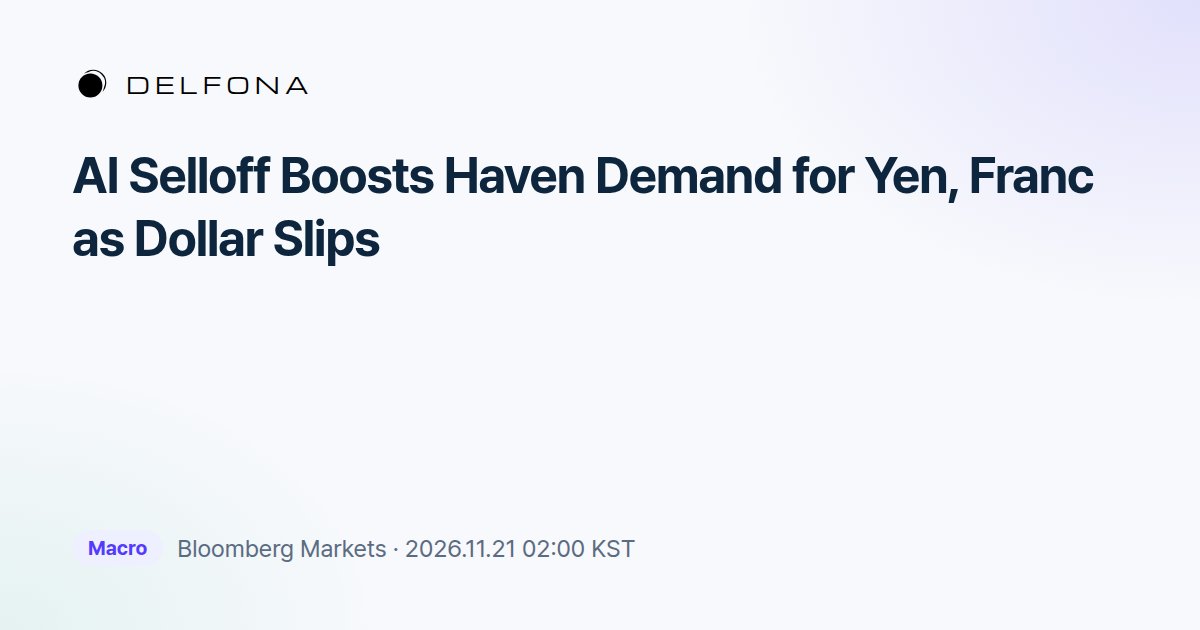 DELFONA
AI Selloff Boosts Haven Demand for Yen, Franc
as Dollar Slips
Macro Bloomberg Markets · 2026.11.21 02:00 KST